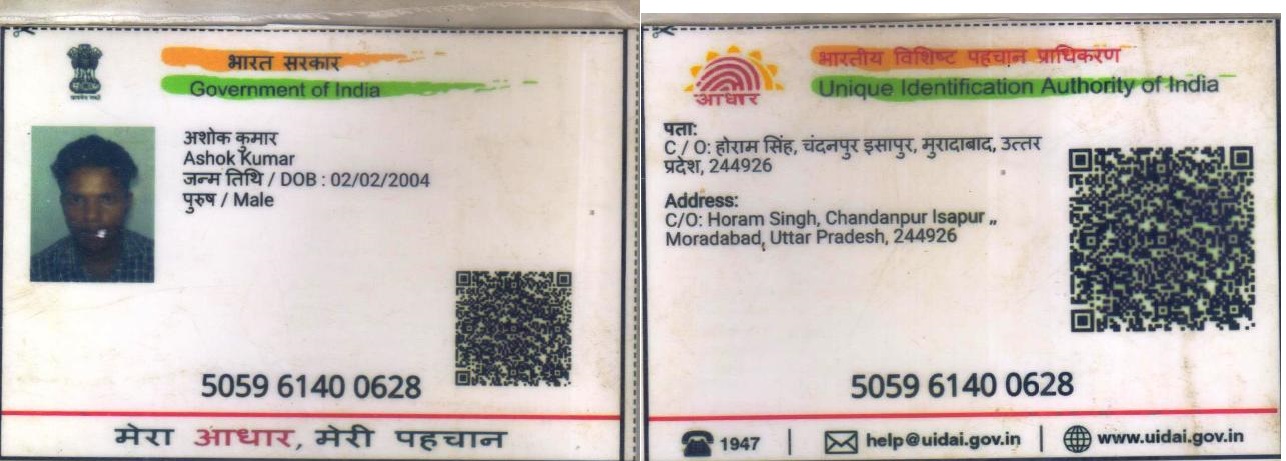 भारत सरकार
Government of India
अशोक कुमार
Ashok Kumar
जन्म तिथि / DOB : 02/02/2004
पुरुष / Male
5059 6140 0628
मेरा आधार, मेरी पहचान
भारतीय विशिष्ट पहचान प्राधिकरण
Unique Identification Authority of India
आधार
पता:
C / O: होराम सिंह, चंदनपुर इसापुर, मुरादाबाद, उत्तर
प्रदेश, 244926
Address:
C/O: Horam Singh, Chandanpur Isapur ,,
Moradabad, Uttar Pradesh, 244926
5059 6140 0628
1947 | help@uidai.gov.in | www.uidai.gov.in